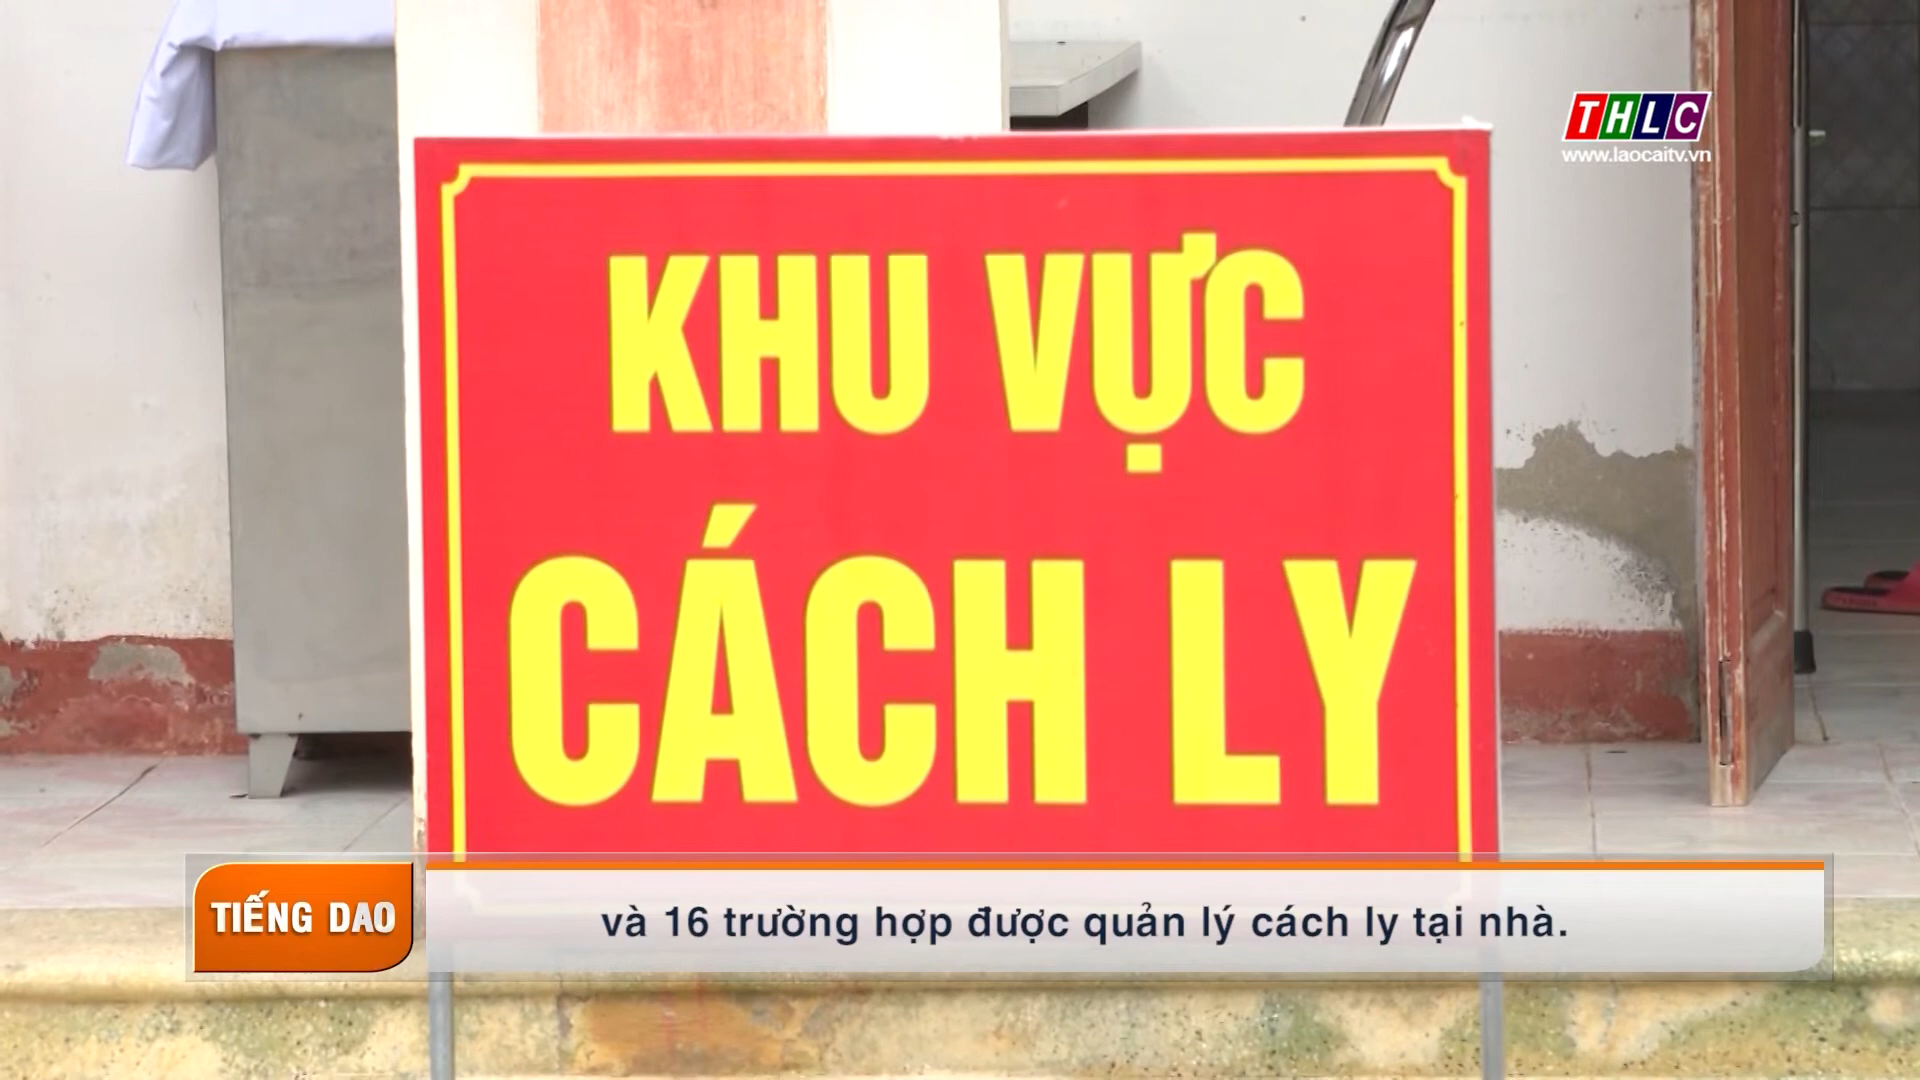 THLC
www.laocaitv.vn
KHU VỰC
CÁCH LY
TIẾNG DAO
và 16 trường hợp được quản lý cách ly tại nhà.